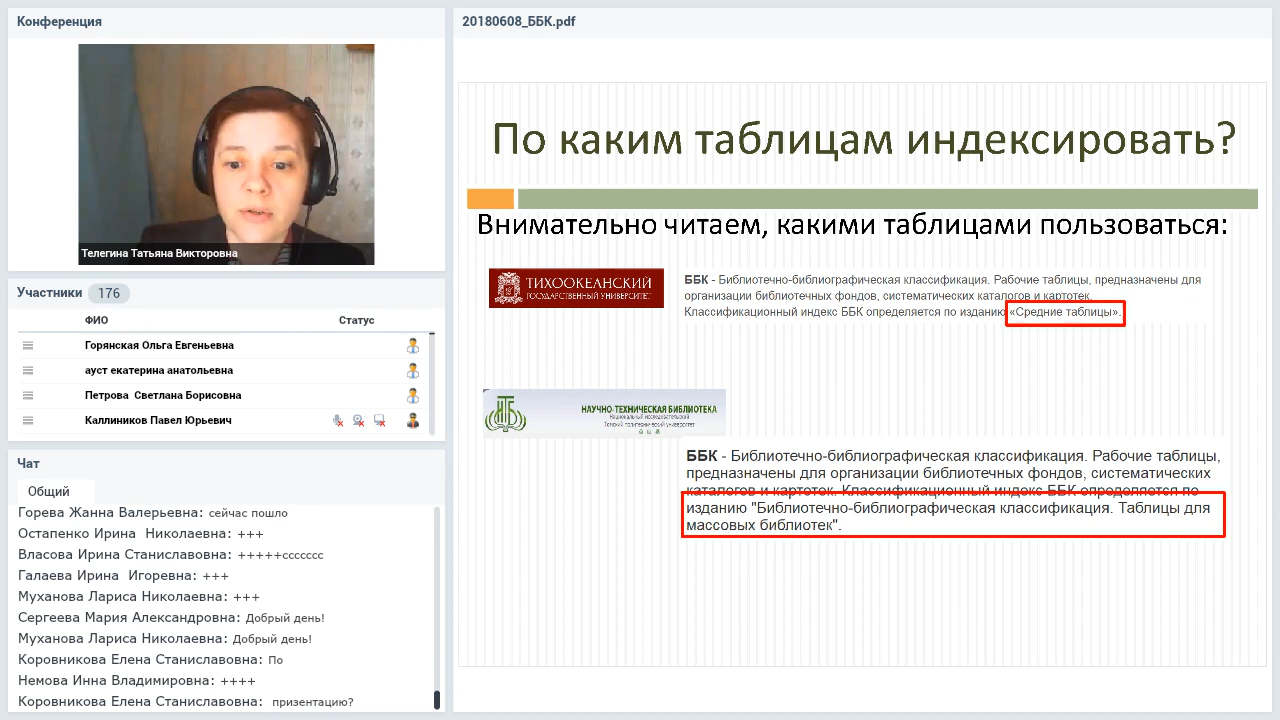 Конференция
Телегина Татьяна Викторовна
Участники 176
ФИО Статус
Горянская Ольга Евгеньевна
ауст екатерина анатольевна
Петрова Светлана Борисовна
Каллиников Павел Юрьевич
Чат
Общий
Горева Жанна Валерьевна: сейчас пошло
Остапенко Ирина Николаевна: +++
Власова Ирина Станиславовна: +++++ссссссс
Галаева Ирина Игоревна: +++
Муханова Лариса Николаевна: +++
Сергеева Мария Александровна: Добрый день!
Муханова Лариса Николаевна: Добрый день!
Коровникова Елена Станиславовна: По
Немова Инна Владимировна: ++++
Коровникова Елена Станиславовна: призентацию?
20180608_ББК.pdf
По каким таблицам индексировать?
Внимательно читаем, какими таблицами пользоваться:
ТИХООКЕАНСКИЙ
ГОСУДАРСТВЕННЫЙ УНИВЕРСИТЕТ
ББК - Библиотечно-библиографическая классификация. Рабочие таблицы, предназначены для
организации библиотечных фондов, систематических каталогов и картотек.
Классификационный индекс ББК определяется по изданию «Средние таблицы».
НАУЧНО-ТЕХНИЧЕСКАЯ БИБЛИОТЕКА
Национальный исследовательский
Томский политехнический университет
ББК - Библиотечно-библиографическая классификация. Рабочие таблицы,
предназначены для организации библиотечных фондов, систематических
каталогов и картотек. Классификационный индекс ББК определяется по
изданию "Библиотечно-библиографическая классификация. Таблицы для
массовых библиотек".